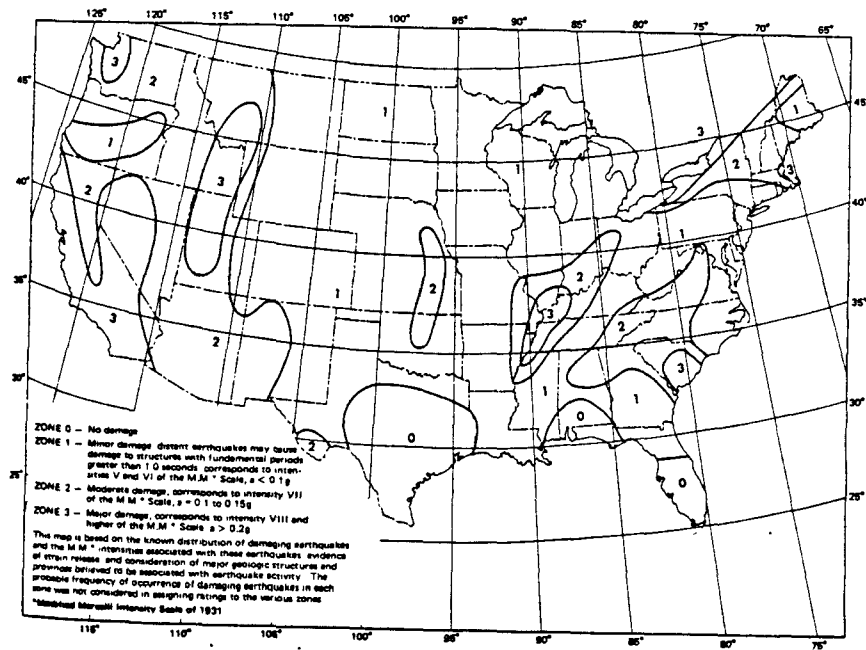 125° 120° 115° 110° 105° 100° 95° 90° 85° 80° 75° 70° 65°
45° 3 2 1 3 1 1 3 2 1 3 45°
40° 1 2 3 1 1 2 3 2 1 40°
35° 3 2 1 2 3 2 1 35°
30° 2 0 1 0 1 3 30°
25° 0 25°
ZONE 0 — No damage
ZONE 1 — Minor damage distant earthquakes may cause
damage to structures with fundamental periods
greater than 1 0 seconds corresponds to inten-
sities V and VI of the M.M * Scale, a < 0 1g
ZONE 2 — Moderate damage, corresponds to intensity VII
of the M.M * Scale, a = 0 1 to 0 15g
ZONE 3 — Major damage, corresponds to intensity VIII and
higher of the M.M * Scale a > 0.2g
This map is based on the known distribution of damaging earthquakes
and the M M * intensities associated with these earthquakes evidence
of strain release and consideration of major geologic structures and
provinces believed to be associated with earthquake activity The
probable frequency of occurrence of damaging earthquakes in each
zone was not considered in assigning ratings to the various zones
*Modified Mercalli Intensity Scale of 1931
115° 110° 105° 100° 95° 90° 85° 80° 75°